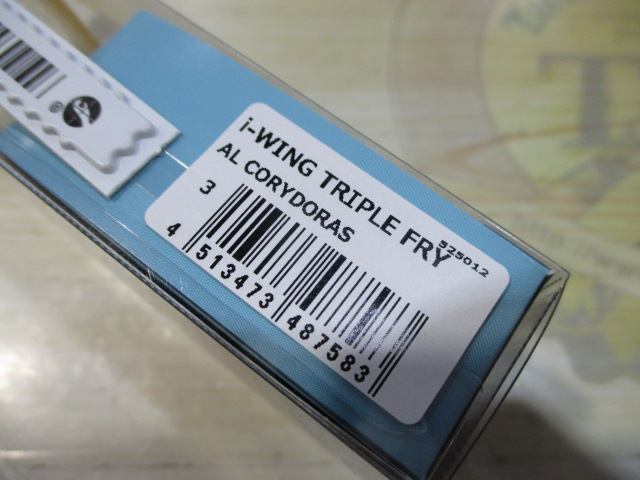 i-WING TRIPLE FRY
AL CORYDORAS
525012
3
4 513473 487583
®